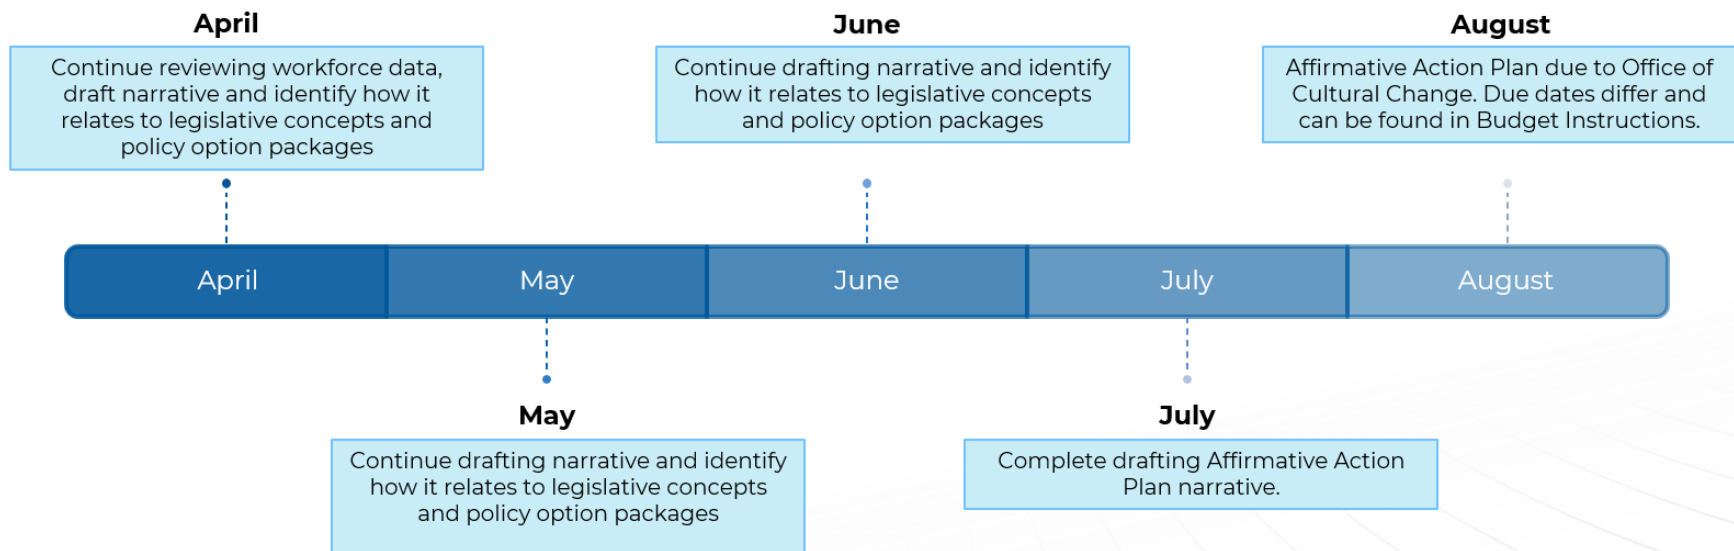 April
Continue reviewing workforce data,
draft narrative and identify how it
relates to legislative concepts and
policy option packages
June
Continue drafting narrative and identify
how it relates to legislative concepts
and policy option packages
August
Affirmative Action Plan due to Office of
Cultural Change. Due dates differ and
can be found in Budget Instructions.
April
May
June
July
August
May
Continue drafting narrative and identify
how it relates to legislative concepts
and policy option packages
July
Complete drafting Affirmative Action
Plan narrative.